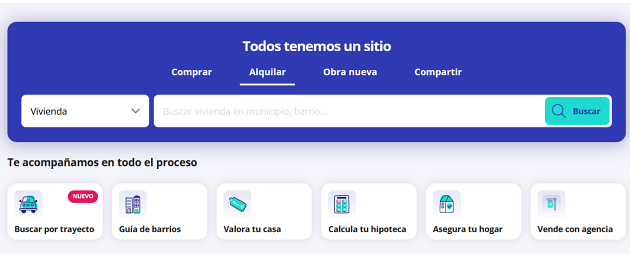 Todos tenemos un sitio
Comprar Alquilar Obra nueva Compartir
Vivienda Buscar vivienda en municipio, barrio... Buscar
Te acompañamos en todo el proceso
NUEVO
Buscar por trayecto Guía de barrios Valora tu casa Calcula tu hipoteca Asegura tu hogar Vende con agencia